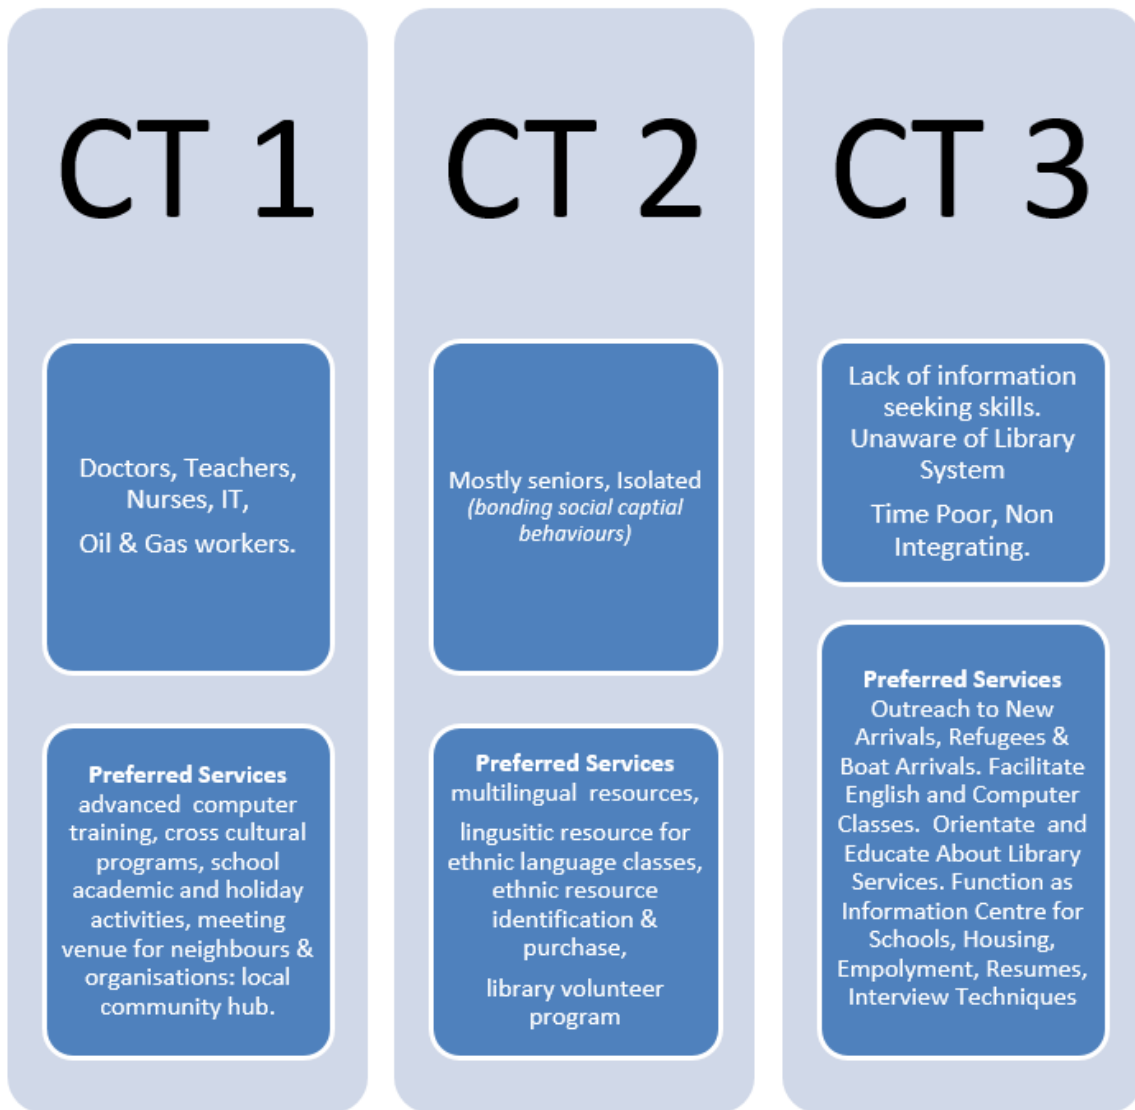 CT 1
Doctors, Teachers,
Nurses, IT,
Oil & Gas workers.
Preferred Services
advanced computer
training, cross cultural
programs, school
academic and holiday
activities, meeting
venue for neighbours &
organisations: local
community hub.
CT 2
Mostly seniors, Isolated
(bonding social captial
behaviours)
Preferred Services
multilingual resources,
lingusitic resource for
ethnic language classes,
ethnic resource
identification &
purchase,
library volunteer
program
CT 3
Lack of information
seeking skills.
Unaware of Library
System
Time Poor, Non
Integrating.
Preferred Services
Outreach to New
Arrivals, Refugees &
Boat Arrivals. Facilitate
English and Computer
Classes. Orientate and
Educate About Library
Services. Function as
Information Centre for
Schools, Housing,
Empolyment, Resumes,
Interview Techniques